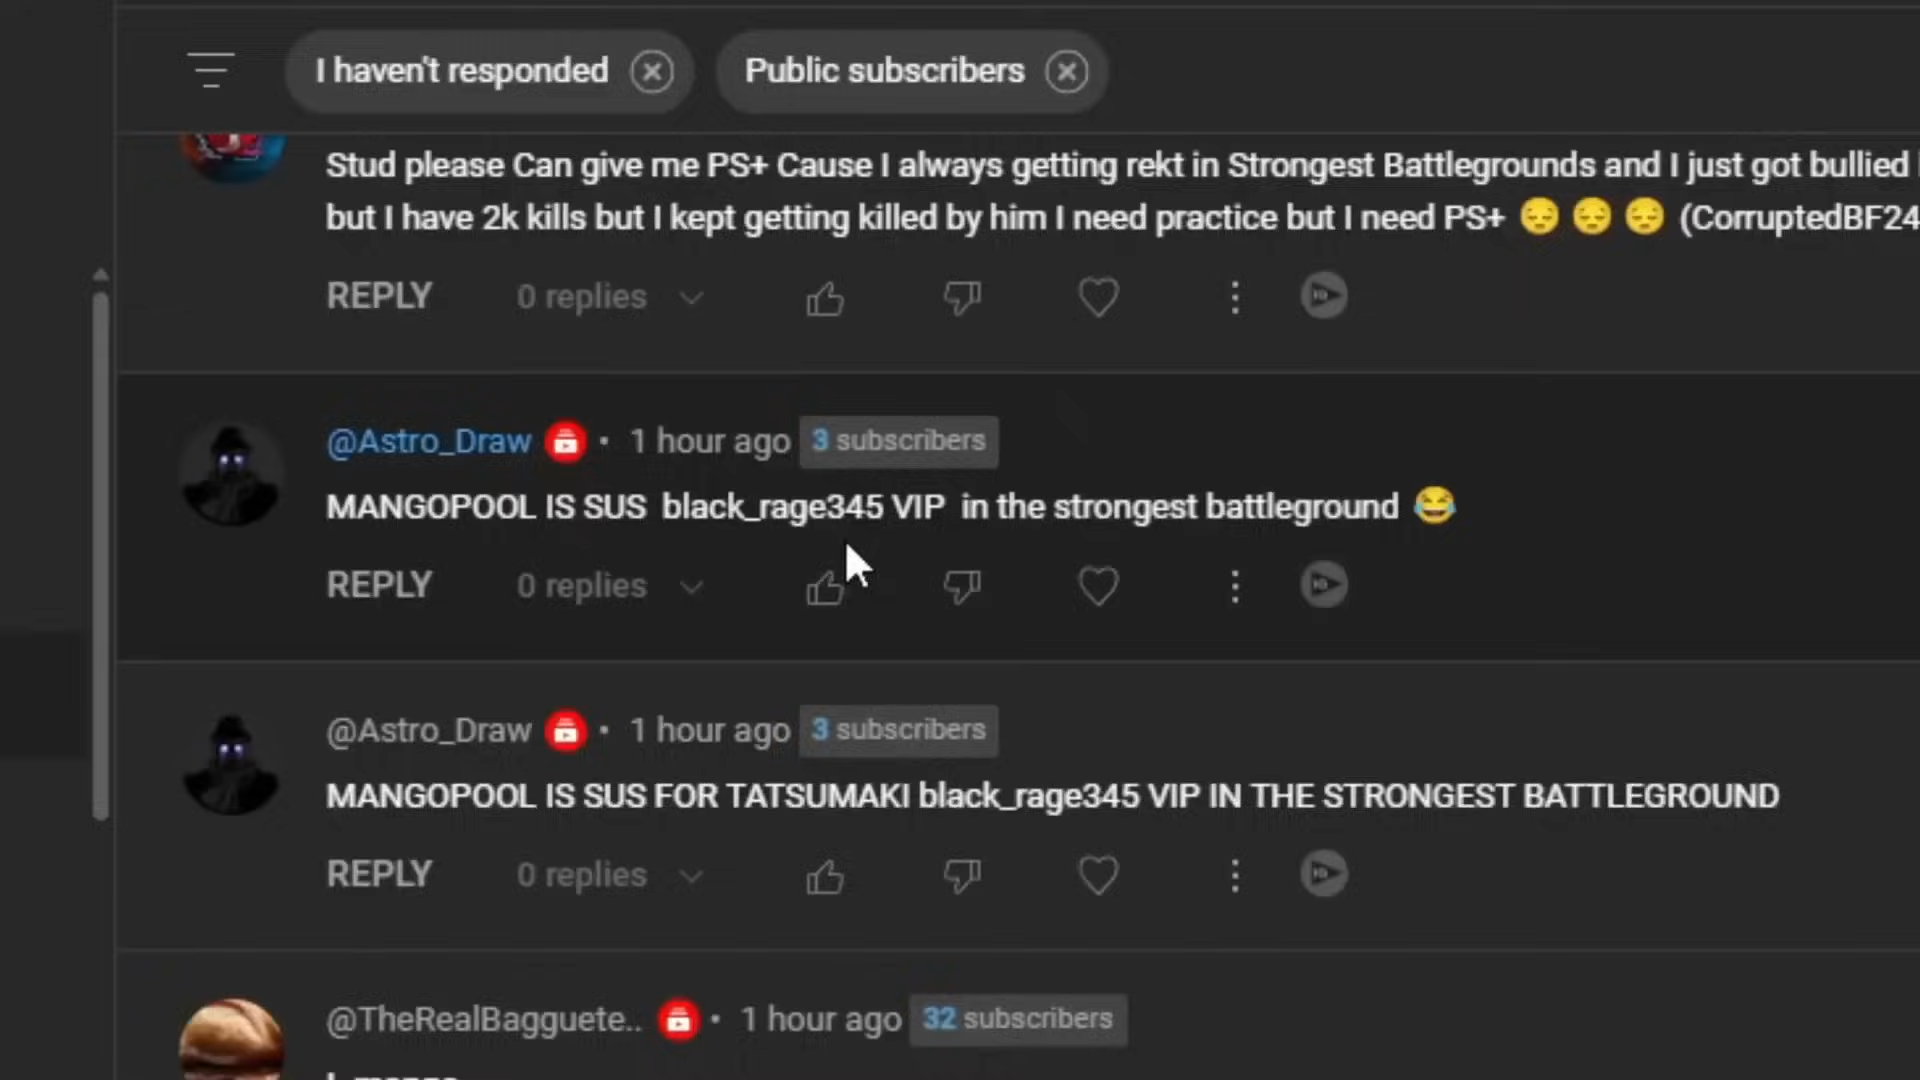 I haven't responded
Public subscribers
Stud please Can give me PS+ Cause I always getting rekt in Strongest Battlegrounds and I just got bullied
but I have 2k kills but I kept getting killed by him I need practice but I need PS+ 😔 😔 😔 (CorruptedBF24
REPLY 0 replies
@Astro_Draw • 1 hour ago 3 subscribers
MANGOPOOL IS SUS black_rage345 VIP in the strongest battleground 😂
REPLY 0 replies
@Astro_Draw • 1 hour ago 3 subscribers
MANGOPOOL IS SUS FOR TATSUMAKI black_rage345 VIP IN THE STRONGEST BATTLEGROUND
REPLY 0 replies
@TheRealBagguete.. • 1 hour ago 32 subscribers